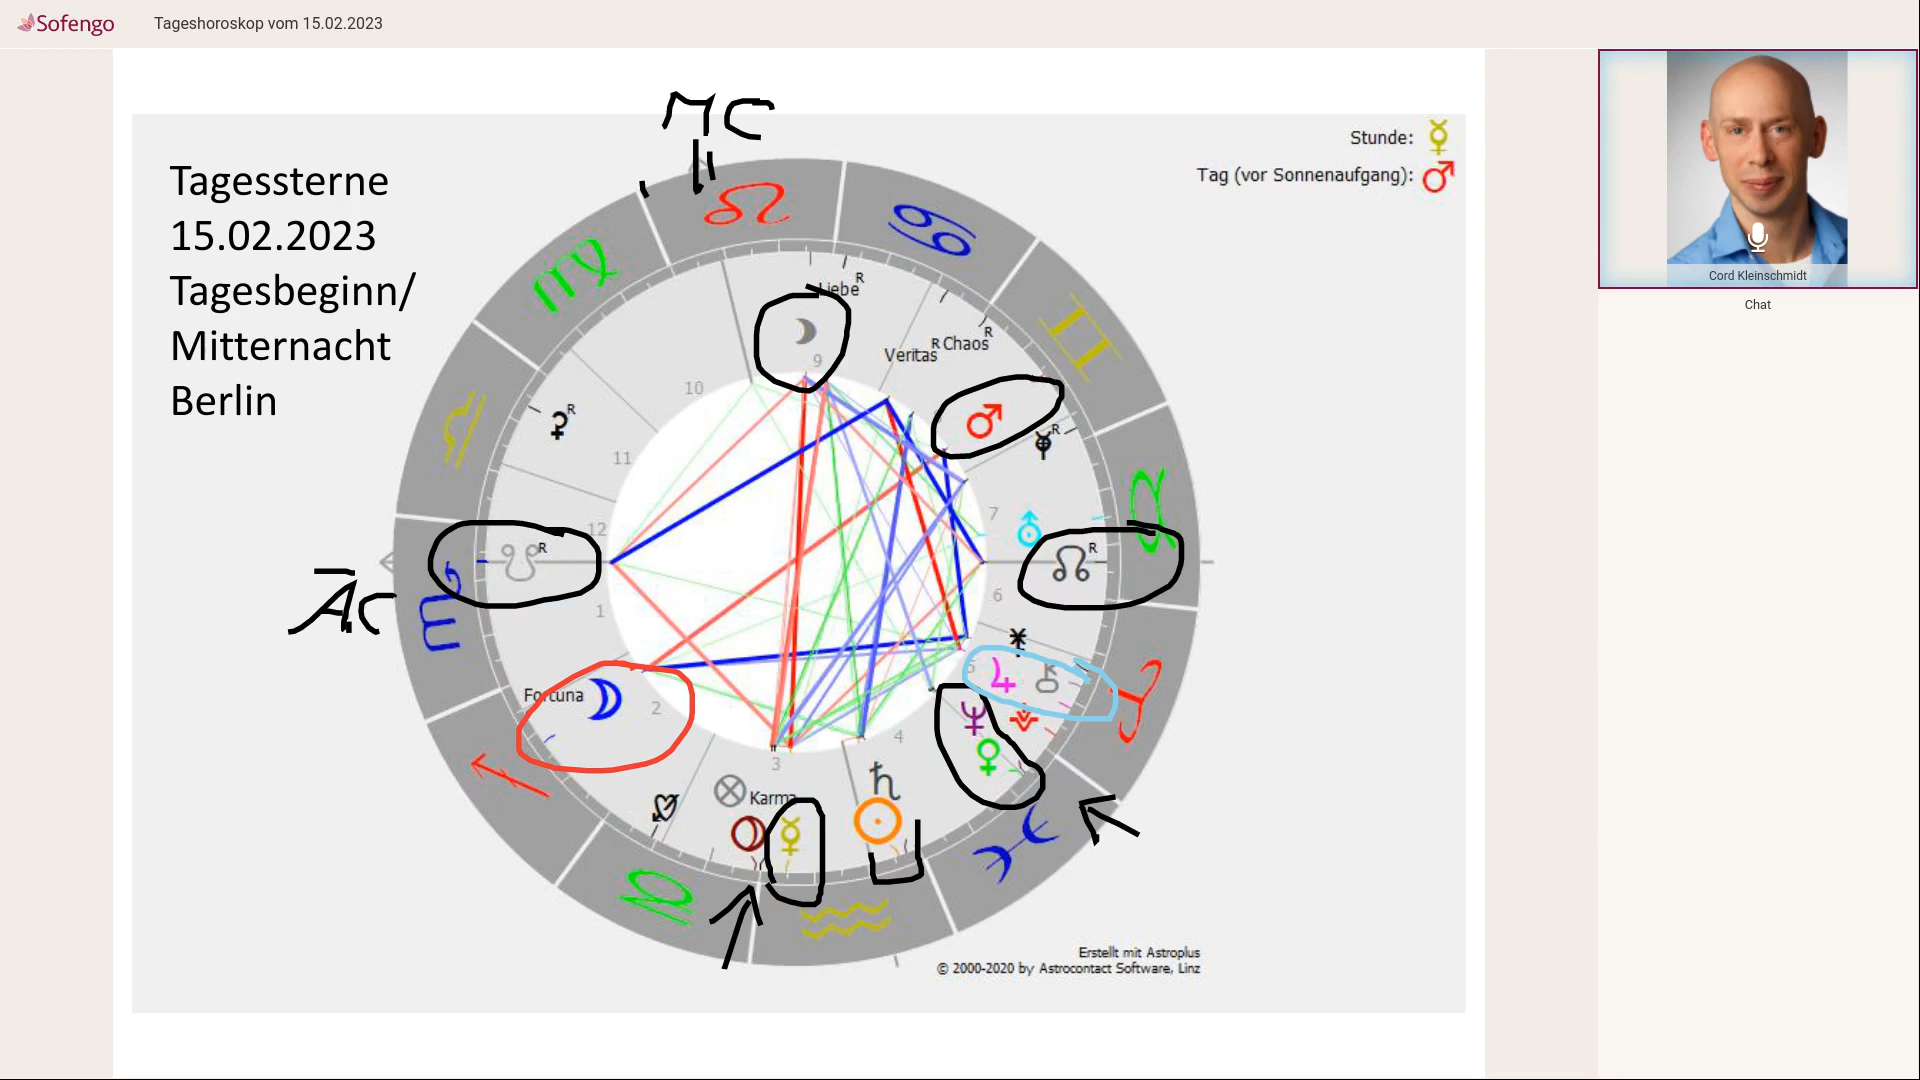 Sofengo
Tageshoroskop vom 15.02.2023
MC
Stunde:
Tag (vor Sonnenaufgang):
Tagessterne
15.02.2023
Tagesbeginn/
Mitternacht
Berlin
Cord Kleinschmidt
Chat
Liebe R
R
Veritas R
Chaos
9
10
R
R
11
7
12
R
R
AC
1
6
5
Fortuna
2
4
3
Karma
Erstellt mit Astroplus
© 2000-2020 by Astrocontact Software, Linz